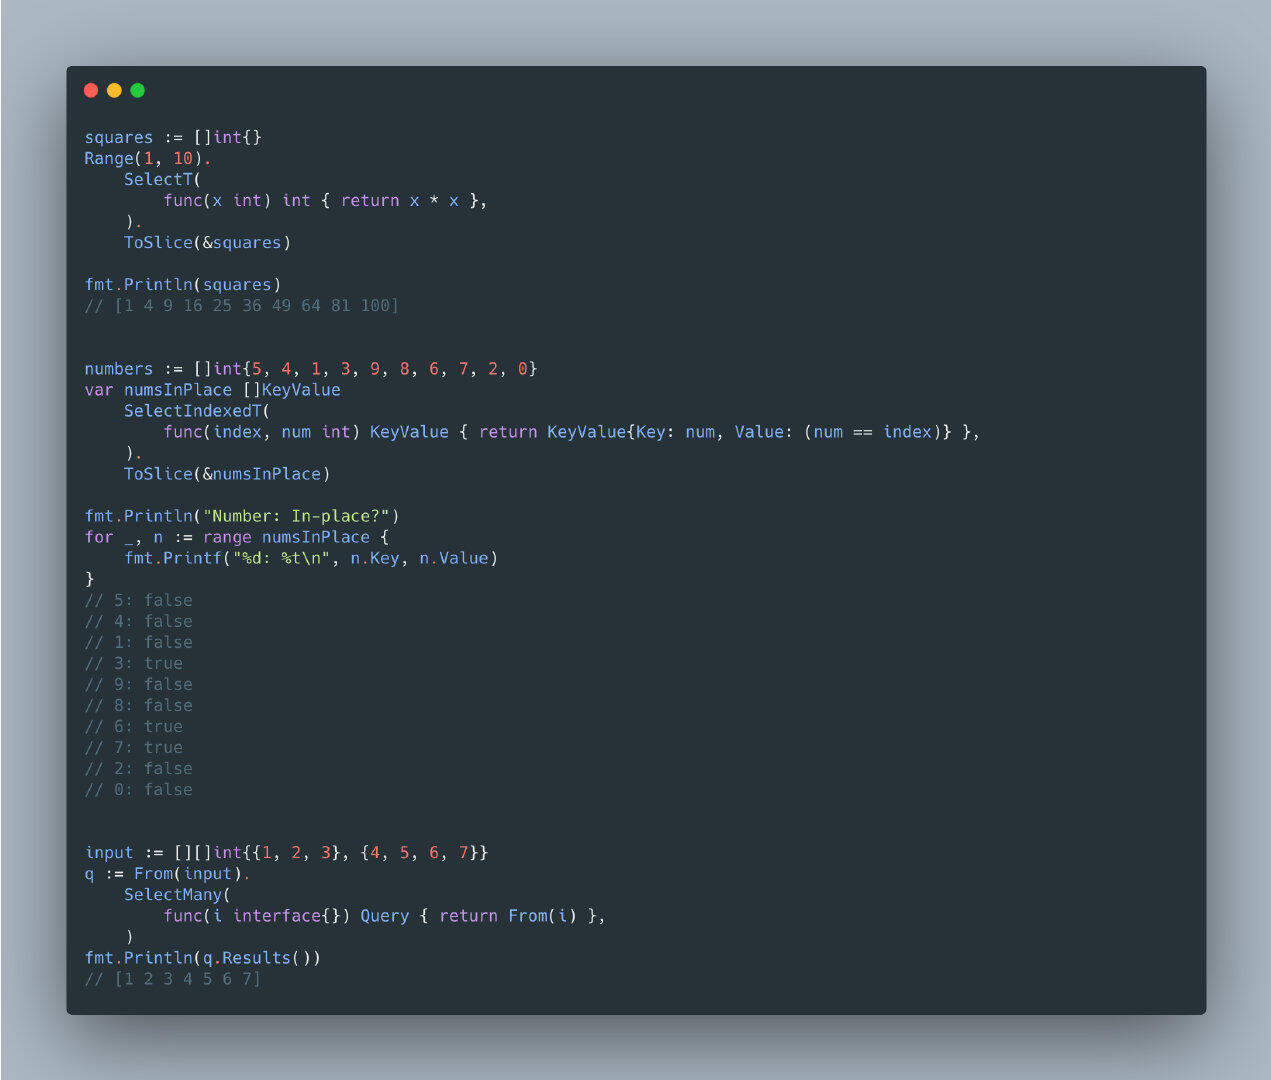 squares := []int{}
Range(1, 10).
    SelectT(
        func(x int) int { return x * x },
    ).
    ToSlice(&squares)

fmt.Println(squares)
// [1 4 9 16 25 36 49 64 81 100]


numbers := []int{5, 4, 1, 3, 9, 8, 6, 7, 2, 0}
var numsInPlace []KeyValue
    SelectIndexedT(
        func(index, num int) KeyValue { return KeyValue{Key: num, Value: (num == index)} },
    ).
    ToSlice(&numsInPlace)

fmt.Println("Number: In-place?")
for _, n := range numsInPlace {
    fmt.Printf("%d: %t\n", n.Key, n.Value)
}
// 5: false
// 4: false
// 1: false
// 3: true
// 9: false
// 8: false
// 6: true
// 7: true
// 2: false
// 0: false


input := [][]int{{1, 2, 3}, {4, 5, 6, 7}}
q := From(input).
    SelectMany(
        func(i interface{}) Query { return From(i) },
    )
fmt.Println(q.Results())
// [1 2 3 4 5 6 7]